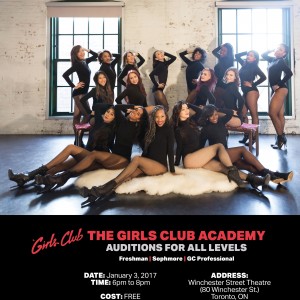 Girls Club THE GIRLS CLUB ACADEMY
AUDITIONS FOR ALL LEVELS
Freshman | Sophmore | GC Professional
DATE: January 3, 2017
TIME: 6pm to 8pm
COST: FREE
ADDRESS:
Winchester Street Theatre
(80 Winchester St.)
Toronto, ON